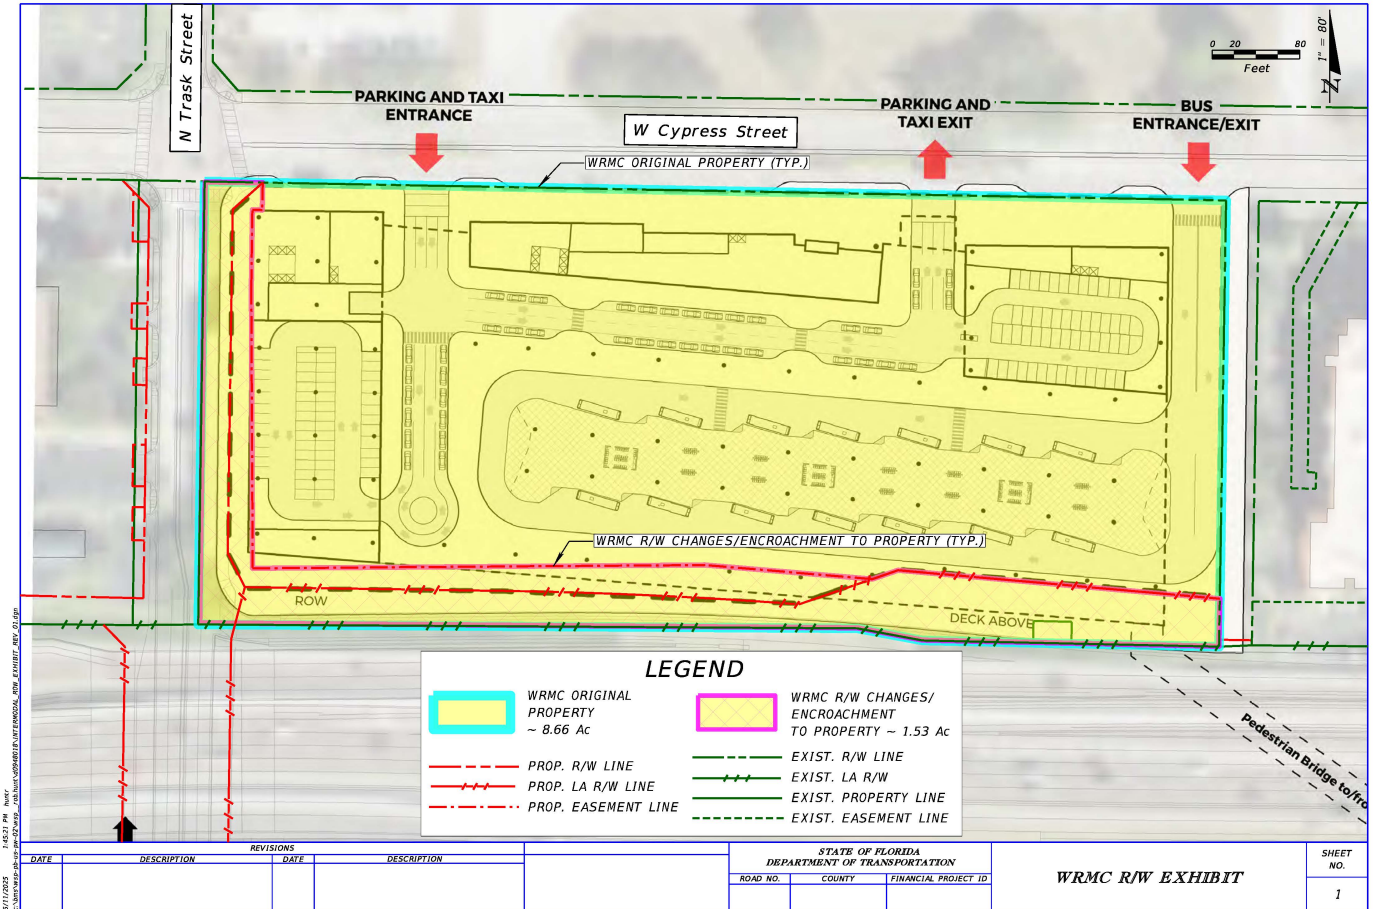 N Trask Street
0 20 80
Feet
1" = 80'
N
PARKING AND TAXI
ENTRANCE
W Cypress Street
PARKING AND
TAXI EXIT
BUS
ENTRANCE/EXIT
WRMC ORIGINAL PROPERTY (TYP.)
WRMC R/W CHANGES/ENCROACHMENT TO PROPERTY (TYP.)
ROW
DECK ABOVE
Pedestrian Bridge to/fro
LEGEND
WRMC ORIGINAL
PROPERTY
~ 8.66 Ac
WRMC R/W CHANGES/
ENCROACHMENT
TO PROPERTY ~ 1.53 Ac
PROP. R/W LINE
PROP. LA R/W LINE
PROP. EASEMENT LINE
EXIST. R/W LINE
EXIST. LA R/W
EXIST. PROPERTY LINE
EXIST. EASEMENT LINE
1:45:21 PM
REVISIONS
DATE DESCRIPTION DATE DESCRIPTION
STATE OF FLORIDA
DEPARTMENT OF TRANSPORTATION
ROAD NO. COUNTY FINANCIAL PROJECT ID
WRMC R/W EXHIBIT
SHEET
NO.
1